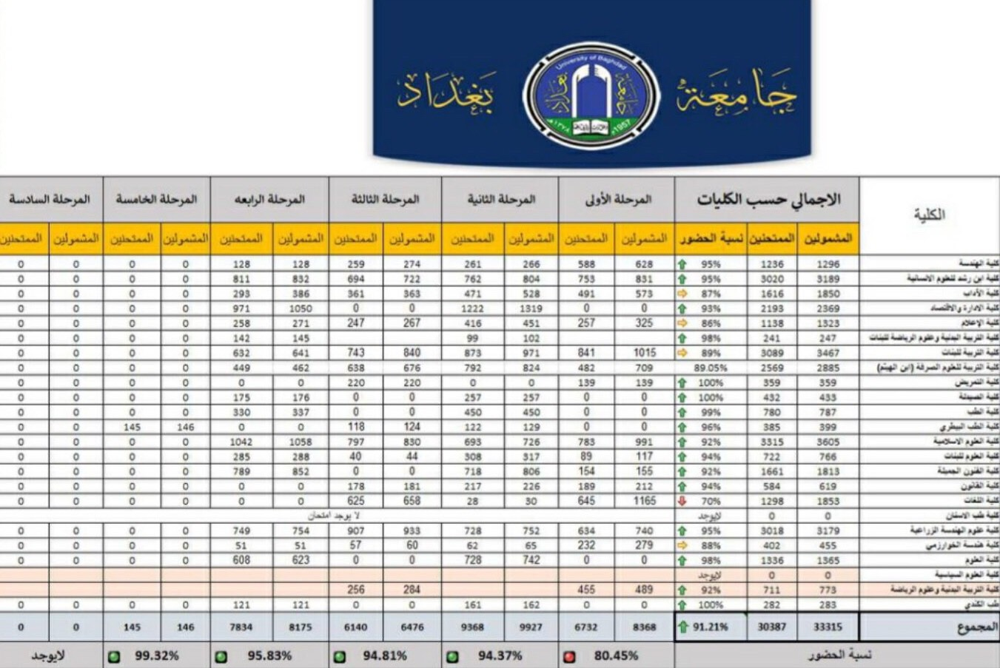 جامعة بغداد
University of Baghdad
1957
الكلية الاجمالي حسب الكليات المرحلة الأولى المرحلة الثانية المرحلة الثالثة المرحلة الرابعه المرحلة الخامسة المرحلة السادسة
المشمولين الممتحنين نسبة الحضور المشمولين الممتحنين المشمولين الممتحنين المشمولين الممتحنين المشمولين الممتحنين المشمولين الممتحنين المشمولين الممتحنين
كلية الهندسة 1296 1236 95% 628 588 266 261 274 259 128 128 0 0 0 0
كلية ابن رشد للعلوم الانسانية 3189 3020 95% 831 753 804 762 722 694 832 811 0 0 0 0
كلية الآداب 1850 1616 87% 573 491 528 471 363 361 386 293 0 0 0 0
كلية الادارة والاقتصاد 2369 2193 93% 0 0 1319 1222 0 0 1050 971 0 0 0 0
كلية الإعلام 1323 1138 86% 325 257 451 416 267 247 271 258 0 0 0 0
كلية التربية البدنية وعلوم الرياضة للبنات 247 241 98% 102 99 145 142 0 0 0 0
كلية التربية للبنات 3467 3089 89% 1015 841 971 873 840 743 641 632 0 0 0 0
كلية التربية للعلوم الصرفة (ابن الهيثم) 2885 2569 89.05% 709 482 824 792 676 638 462 449 0 0 0 0
كلية التمريض 359 359 100% 139 139 0 0 220 220 0 0 0 0 0 0
كلية الصيدلة 433 432 100% 0 0 257 257 0 0 176 175 0 0 0 0
كلية الطب 787 780 99% 0 0 450 450 0 0 337 330 0 0 0 0
كلية الطب البيطري 399 385 96% 0 0 129 122 124 118 0 0 146 145 0 0
كلية العلوم الاسلامية 3605 3315 92% 991 783 726 693 830 797 1058 1042 0 0 0 0
كلية العلوم للبنات 766 722 94% 117 89 317 308 44 40 288 285 0 0 0 0
كلية الفنون الجميلة 1813 1661 92% 155 154 806 718 0 0 852 789 0 0 0 0
كلية القانون 619 584 94% 212 189 226 217 181 178 0 0 0 0 0 0
كلية اللغات 1853 1298 70% 1165 645 30 28 658 625 0 0 0 0 0 0
كلية طب الاسنان 0 0 لايوجد لا يوجد امتحان
كلية علوم الهندسة الزراعية 3179 3018 95% 740 634 752 728 933 907 754 749 0 0 0 0
كلية هندسة الخوارزمي 455 402 88% 279 232 65 62 60 57 51 51 0 0 0 0
كلية العلوم 1365 1336 98% 0 0 742 728 0 0 623 608 0 0 0 0
كلية العلوم السياسية 0 0 لايوجد
كلية التربية البدنية وعلوم الرياضة 773 711 92% 489 455 284 256
طب الكندي 283 282 100% 0 0 162 161 0 0 121 121 0 0 0 0
المجموع 33315 30387 91.21% 8368 6732 9927 9368 6476 6140 8175 7834 146 145 0 0
نسبة الحضور 80.45% 94.37% 94.81% 95.83% 99.32% لايوجد